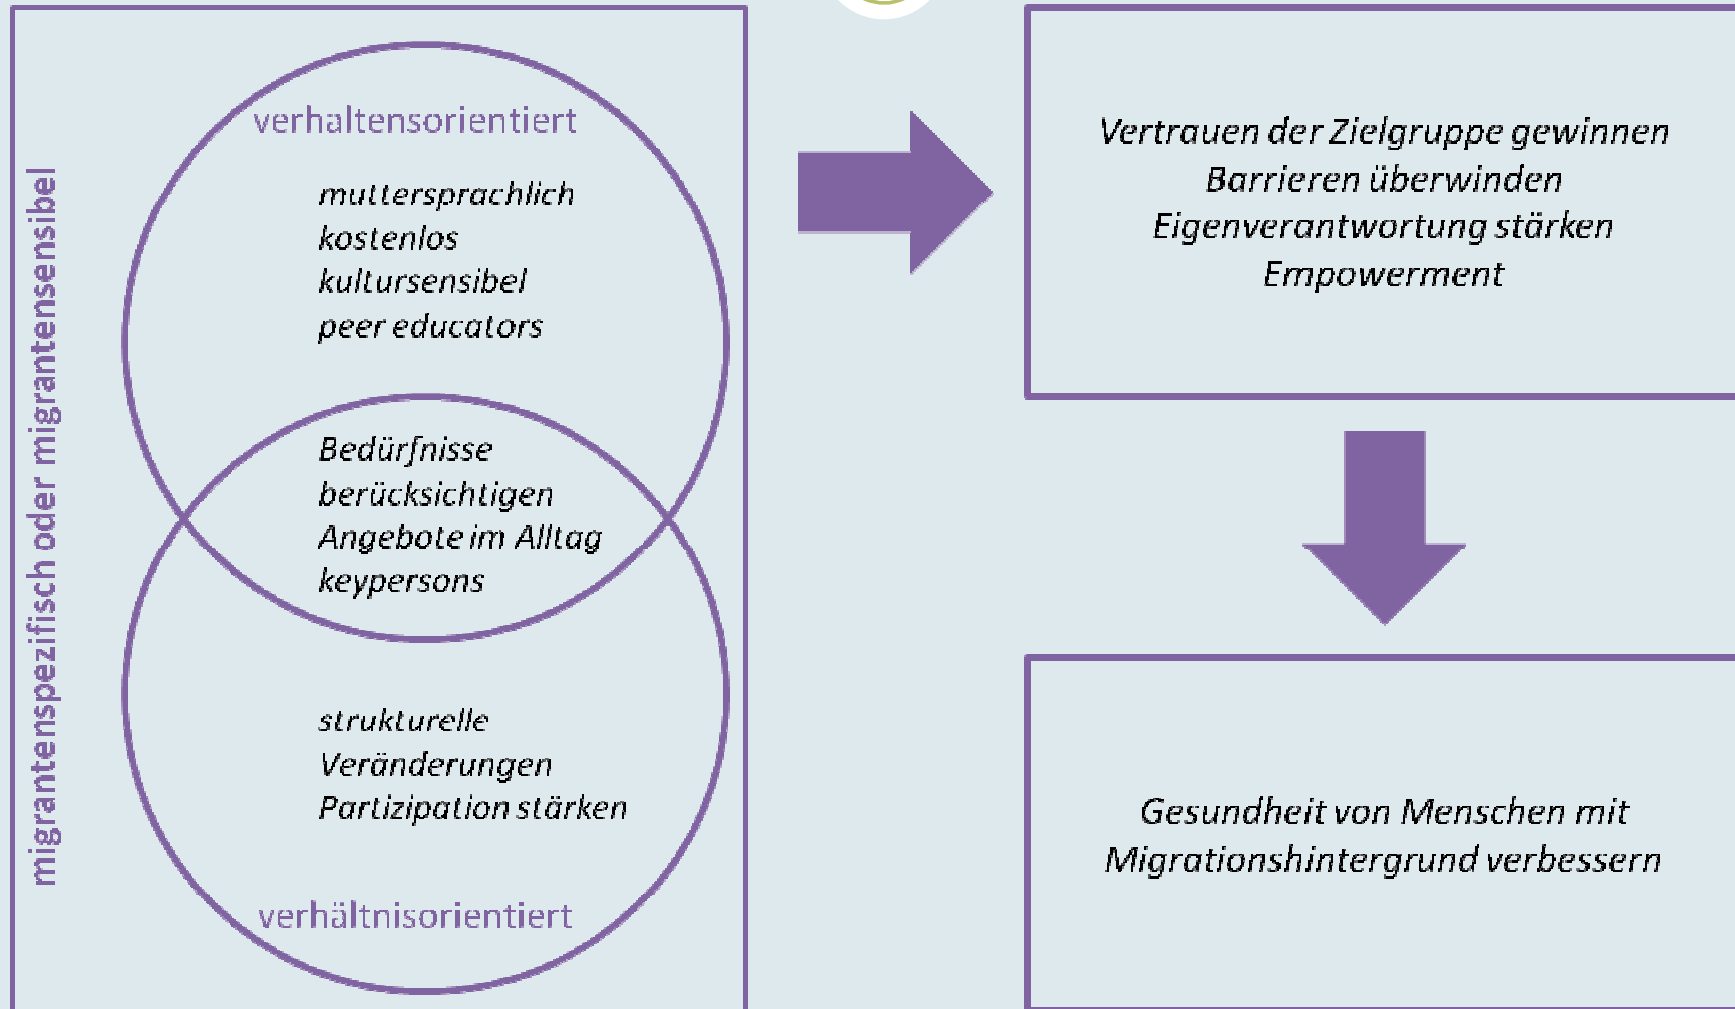 migrantenspezifisch oder migrantensensibel
verhaltensorientiert
muttersprachlich
kostenlos
kultursensibel
peer educators
Bedürfnisse
berücksichtigen
Angebote im Alltag
keypersons
strukturelle
Veränderungen
Partizipation stärken
verhältnisorientiert
Vertrauen der Zielgruppe gewinnen
Barrieren überwinden
Eigenverantwortung stärken
Empowerment
Gesundheit von Menschen mit
Migrationshintergrund verbessern